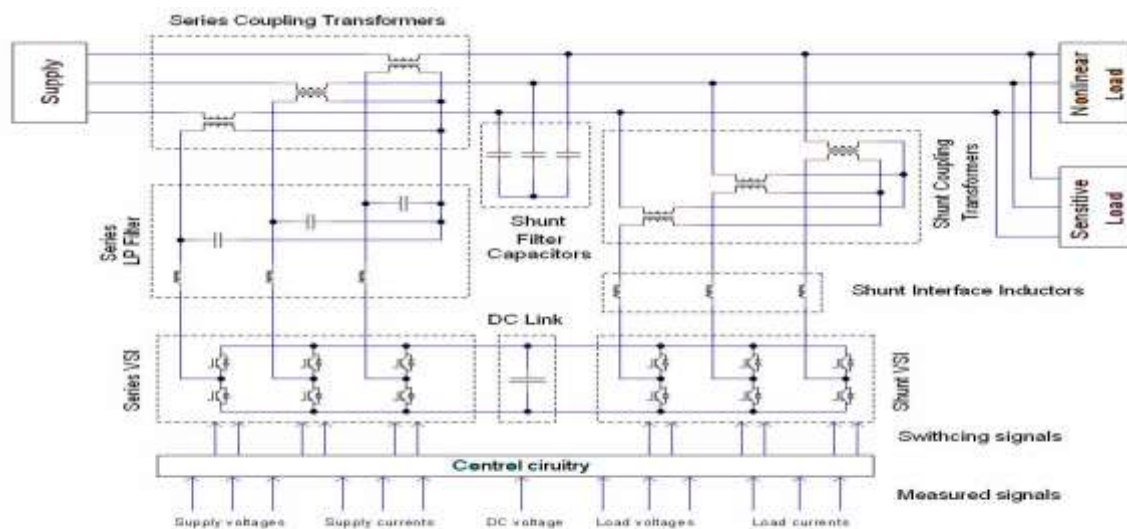 Series Coupling Transformers
Supply
Nonlinear
Load
Shunt Coupling
Transformers
Sensitive
Load
Shunt
Filter
Capacitors
Series
LP Filter
Shunt Interface Inductors
DC Link
Series VSI
Shunt VSI
Swithcing signals
Control ciruitry
Measured signals
Supply voltages
Supply currents
DC voltage
Load voltages
Load currents